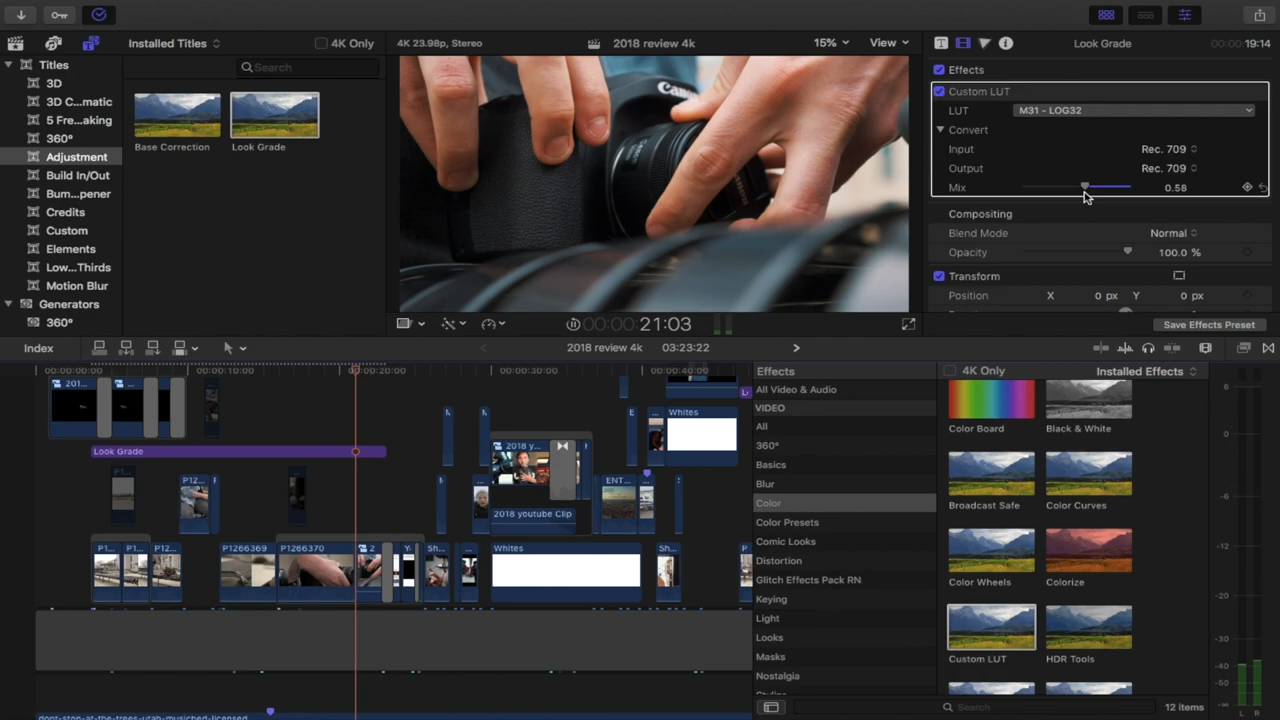 Installed Titles
4K Only
4K 23.98p, Stereo
2018 review 4k
15%
View
Look Grade
00:00:19:14
Titles
3D
3D C...matic
5 Fre...aking
360°
Adjustment
Build In/Out
Bum...pener
Credits
Custom
Elements
Low...Thirds
Motion Blur
Generators
360°
Search
Base Correction
Look Grade
Canon
Effects
Custom LUT
LUT
M31 - LOG32
Convert
Input
Rec. 709
Output
Rec. 709
Mix
0.58
Compositing
Blend Mode
Normal
Opacity
100.0 %
Transform
Position
X
0 px
Y
0 px
00:00:00:21:03
Save Effects Preset
Index
2018 review 4k
03:23:22
00:00:00:00
00:00:10:00
00:00:20:00
00:00:30:00
00:00:40:00
201...
...
Look Grade
P1...
P12...
Whites
2018 y...
2018 youtube Clip
ENT...
...
P1...
P1...
P12...
P1266369
P1266370
2
Sh...
...
Whites
Sh...
P
dont-stop-at-the-trees-utah-musicbed-licensed
Effects
4K Only
Installed Effects
All Video & Audio
VIDEO
All
360°
Basics
Blur
Color
Color Presets
Comic Looks
Distortion
Glitch Effects Pack RN
Keying
Light
Looks
Masks
Nostalgia
Color Board
Black & White
Broadcast Safe
Color Curves
Color Wheels
Colorize
Custom LUT
HDR Tools
Search
12 items
6
0
-6
-12
-20
-30
-40
-50
-∞
L
R